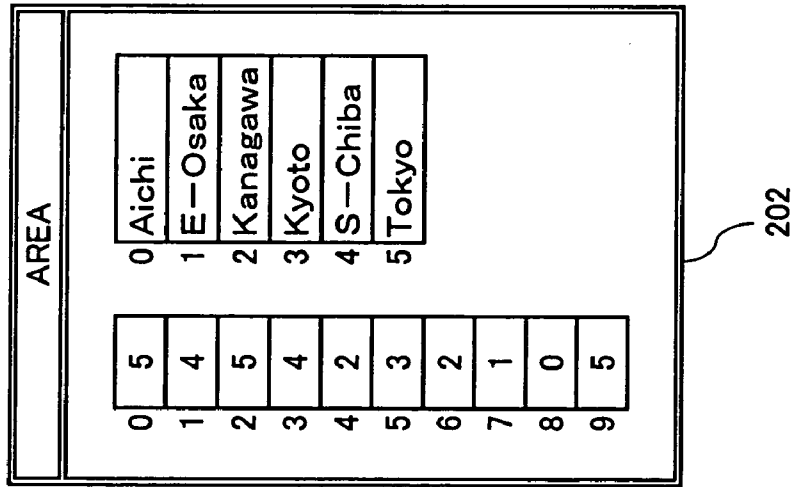 AREA
0 5
1 4
2 5
3 4
4 2
5 3
6 2
7 1
8 0
9 5
0 Aichi
1 E－Osaka
2 Kanagawa
3 Kyoto
4 S－Chiba
5 Tokyo
202